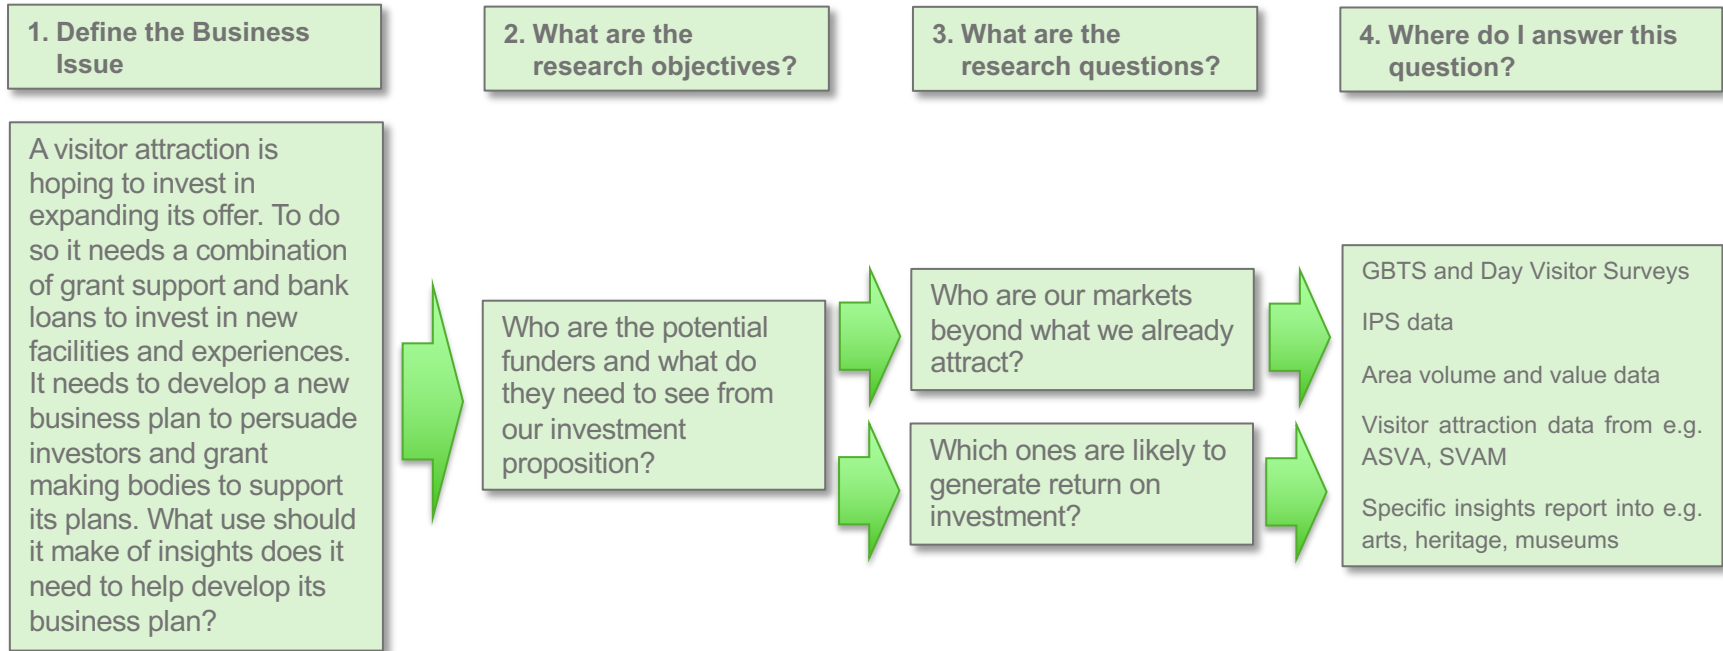 1. Define the Business
Issue
2. What are the
research objectives?
3. What are the
research questions?
4. Where do I answer this
question?
A visitor attraction is
hoping to invest in
expanding its offer. To do
so it needs a combination
of grant support and bank
loans to invest in new
facilities and experiences.
It needs to develop a new
business plan to persuade
investors and grant
making bodies to support
its plans. What use should
it make of insights does it
need to help develop its
business plan?
Who are the potential
funders and what do
they need to see from
our investment
proposition?
Who are our markets
beyond what we already
attract?
Which ones are likely to
generate return on
investment?
GBTS and Day Visitor Surveys
IPS data
Area volume and value data
Visitor attraction data from e.g.
ASVA, SVAM
Specific insights report into e.g.
arts, heritage, museums